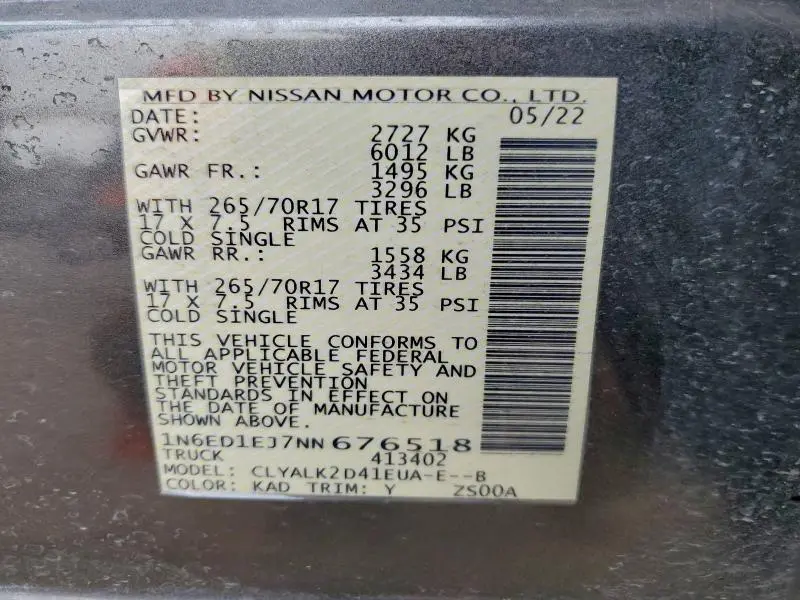 MFD BY NISSAN MOTOR CO., LTD.
DATE: 05/22
GVWR: 2727 KG
6012 LB
GAWR FR.: 1495 KG
3296 LB
WITH 265/70R17 TIRES
17 X 7.5 RIMS AT 35 PSI
COLD SINGLE
GAWR RR.: 1558 KG
3434 LB
WITH 265/70R17 TIRES
17 X 7.5 RIMS AT 35 PSI
COLD SINGLE
THIS VEHICLE CONFORMS TO
ALL APPLICABLE FEDERAL
MOTOR VEHICLE SAFETY AND
THEFT PREVENTION
STANDARDS IN EFFECT ON
THE DATE OF MANUFACTURE
SHOWN ABOVE.
1N6ED1EJ7NN676518
TRUCK 413402
MODEL: CLYALK2D41EUA-E--B
COLOR: KAD TRIM: Y ZS00A